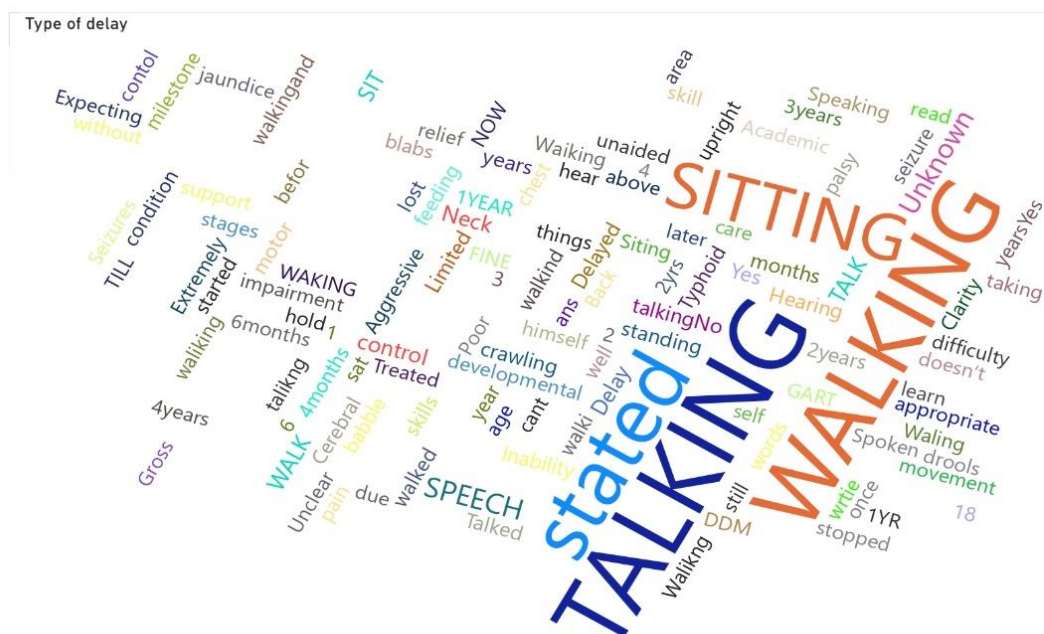 Type of delay
contol
milestone
jaundice
walkingand
Expecting
without
SIT
area
skill
upright
Speaking
3years
Academic
read
seizure
Unknown
NOW
relief
blabs
years
Waiking
unaided
4
hear
above
chest
SITTING
palsy
condition
support
befor
lost
feeding
1YEAR
Neck
Seizures
TILL
stages
motor
Extremely
started
WAKING
impairment
hold
1
6months
Aggressive
Limited
FINE
3
things
walkind
Delayed
Siting
Back
ans
later
care
2yrs
Typhoid
Yes
months
Hearing
TALK
WALKING
yearsYes
taking
Clarity
difficulty
doesn't
talkingNo
himself
2
standing
well
Poor
crawling
developmental
control
Treated
sat
4months
waliking
talikng
4years
Gross
6
WALK
Cerebral
babble
skills
year
age
cant
walki
Delay
stated
TALKING
2years
GART
self
words
learn
appropriate
Waling
Spoken
drools
movement
Inability
SPEECH
Talked
walked
due
pain
Unclear
still
DDM
Walikng
wrtie
once
1YR
stopped
18